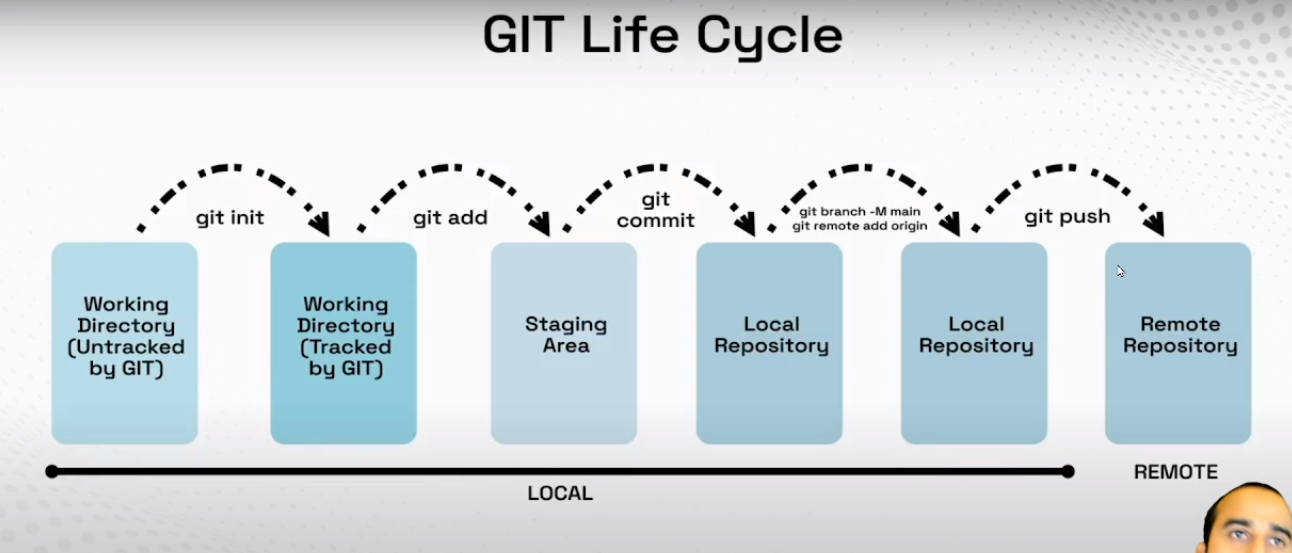 GIT Life Cycle
git init
git add
git
commit
git branch -M main
git remote add origin
git push
Working
Directory
(Untracked
by GIT)
Working
Directory
(Tracked
by GIT)
Staging
Area
Local
Repository
Local
Repository
Remote
Repository
LOCAL
REMOTE